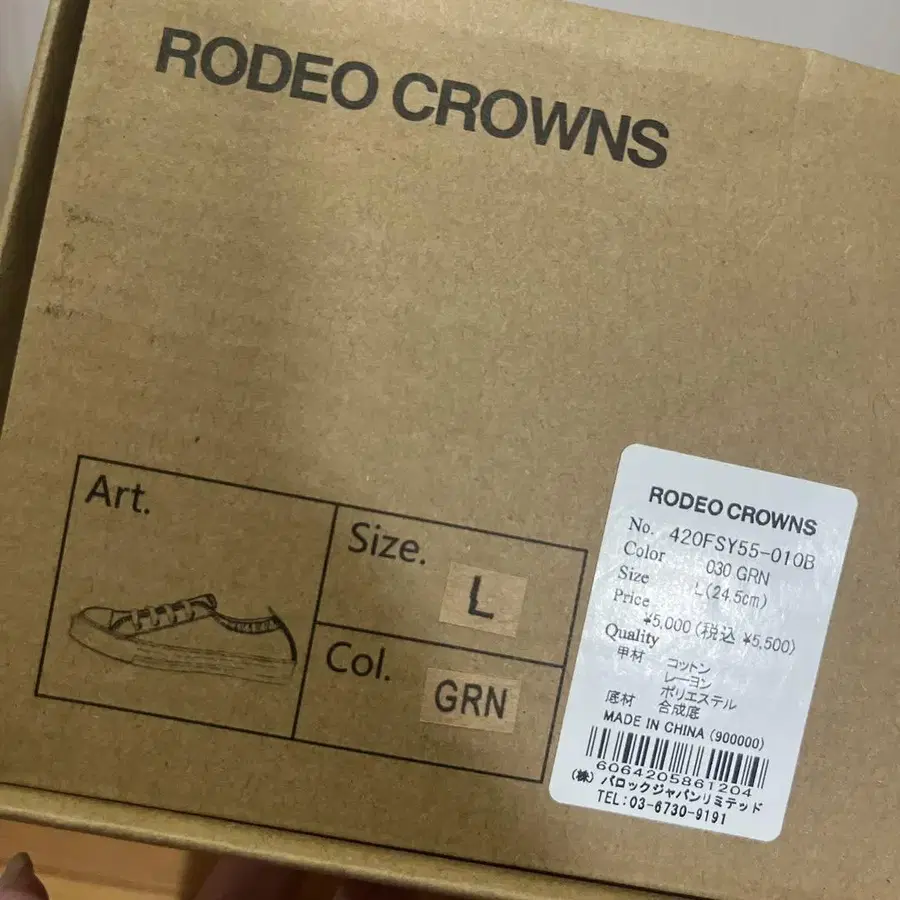 RODEO CROWNS
Art.
Size.
L
Col.
GRN
RODEO CROWNS
No. 420FSY55-010B
Color 030 GRN
Size L(24.5cm)
Price ¥5,000(税込 ¥5,500)
Quality
甲材 コットン
レーヨン
ポリエステル
底材 合成底
MADE IN CHINA (900000)
6064205861204
(株) バロックジャパンリミテッド
TEL:03-6730-9191